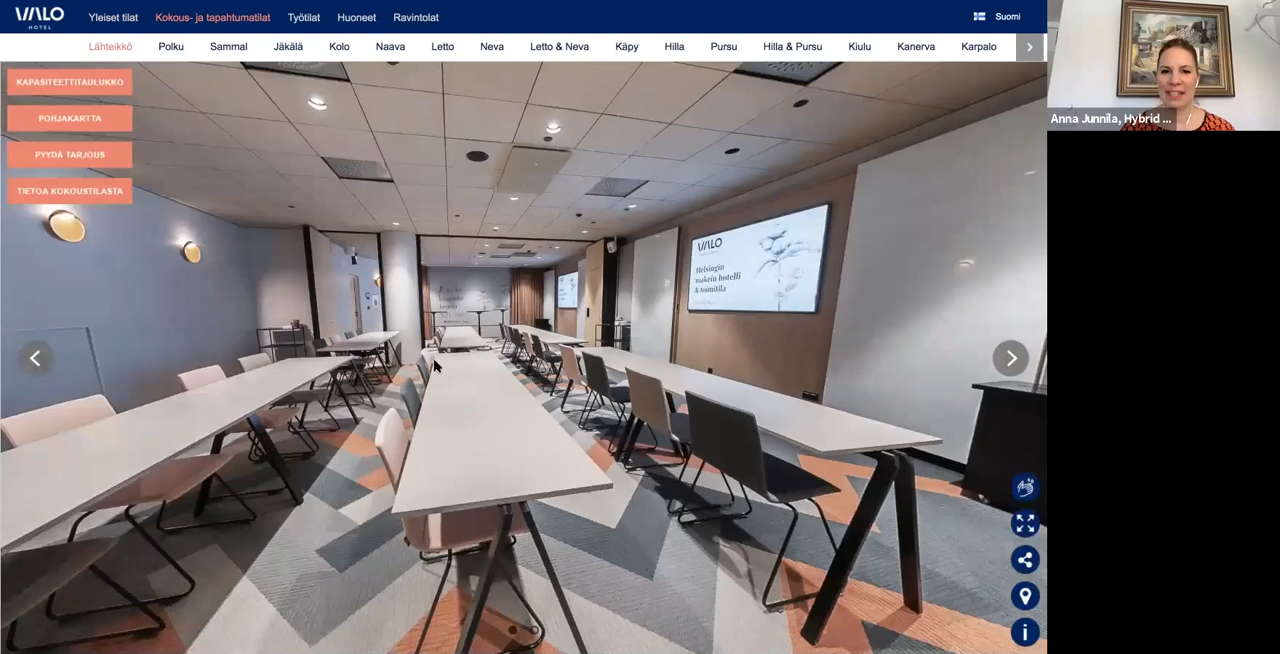 VALO
HOTEL
Yleiset tilat
Kokous- ja tapahtumatilat
Työtilat
Huoneet
Ravintolat
Suomi
Lähteikkö
Polku
Sammal
Jäkälä
Kolo
Naava
Letto
Neva
Letto & Neva
Käpy
Hilla
Pursu
Hilla & Pursu
Kiulu
Kanerva
Karpalo
KAPASITEETTITAULUKKO
POHJAKARTTA
PYYDÄ TARJOUS
TIETOA KOKOUSTILASTA
Anna Junnila, Hybrid ...
VALO
Helsingin
makein hotelli
& toimitila